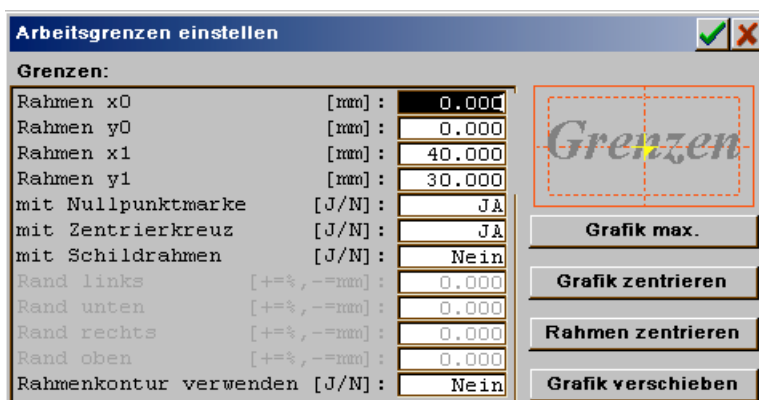 Arbeitsgrenzen einstellen
Grenzen:
Rahmen x0 [mm]: 0.000
Rahmen y0 [mm]: 0.000
Rahmen x1 [mm]: 40.000
Rahmen y1 [mm]: 30.000
mit Nullpunktmarke [J/N]: JA
mit Zentrierkreuz [J/N]: JA
mit Schildrahmen [J/N]: Nein
Rand links [+=%,-=mm]: 0.000
Rand unten [+=%,-=mm]: 0.000
Rand rechts [+=%,-=mm]: 0.000
Rand oben [+=%,-=mm]: 0.000
Rahmenkontur verwenden [J/N]: Nein
Grenzen
Grafik max.
Grafik zentrieren
Rahmen zentrieren
Grafik verschieben